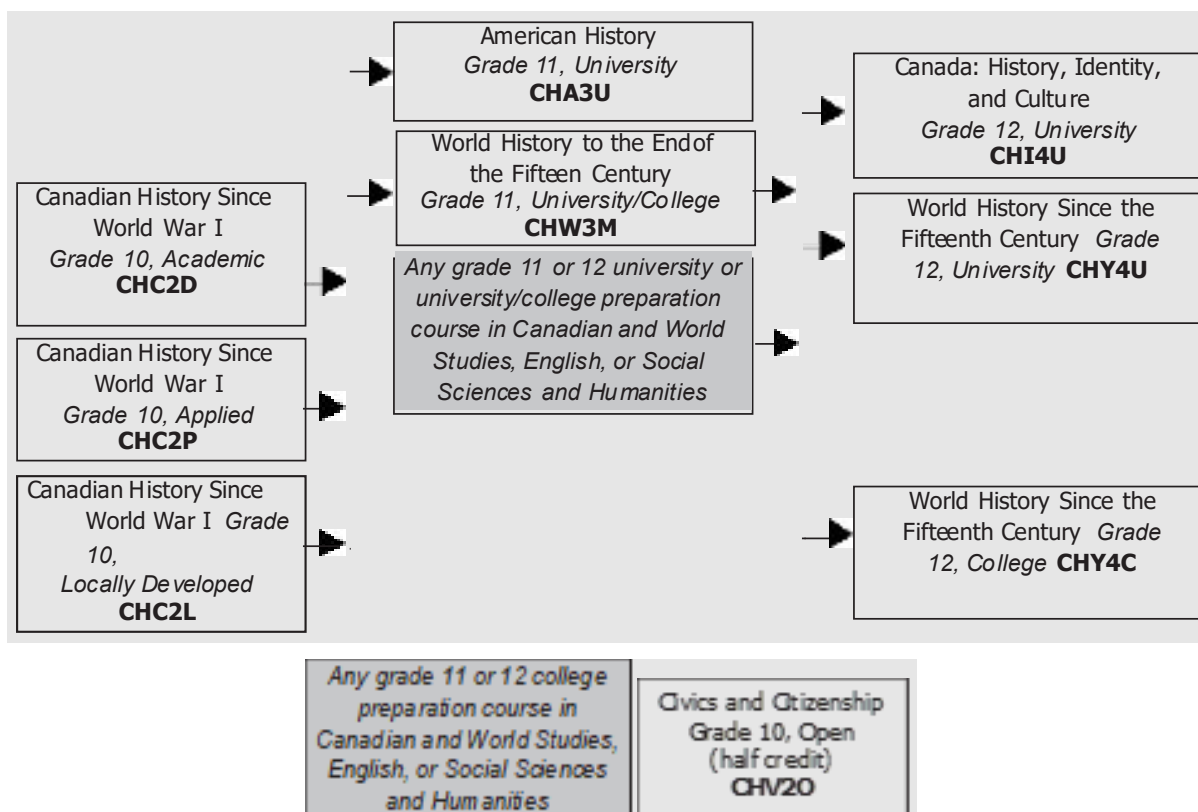 American History
Grade 11, University
CHA3U
World History to the Endof
the Fifteen Century
Grade 11, University/College
CHW3M
Any grade 11 or 12 university or
university/college preparation
course in Canadian and World
Studies, English, or Social
Sciences and Humanities
Canadian History Since
World War I
Grade 10, Academic
CHC2D
Canadian History Since
World War I
Grade 10, Applied
CHC2P
Canadian History Since
World War I Grade
10,
Locally Developed
CHC2L
Canada: History, Identity,
and Culture
Grade 12, University
CHI4U
World History Since the
Fifteenth Century Grade
12, University CHY4U
World History Since the
Fifteenth Century Grade
12, College CHY4C
Any grade 11 or 12 college
preparation course in
Canadian and World Studies,
English, or Social Sciences
and Humanities
Civics and Citizenship
Grade 10, Open
(half credit)
CHV2O